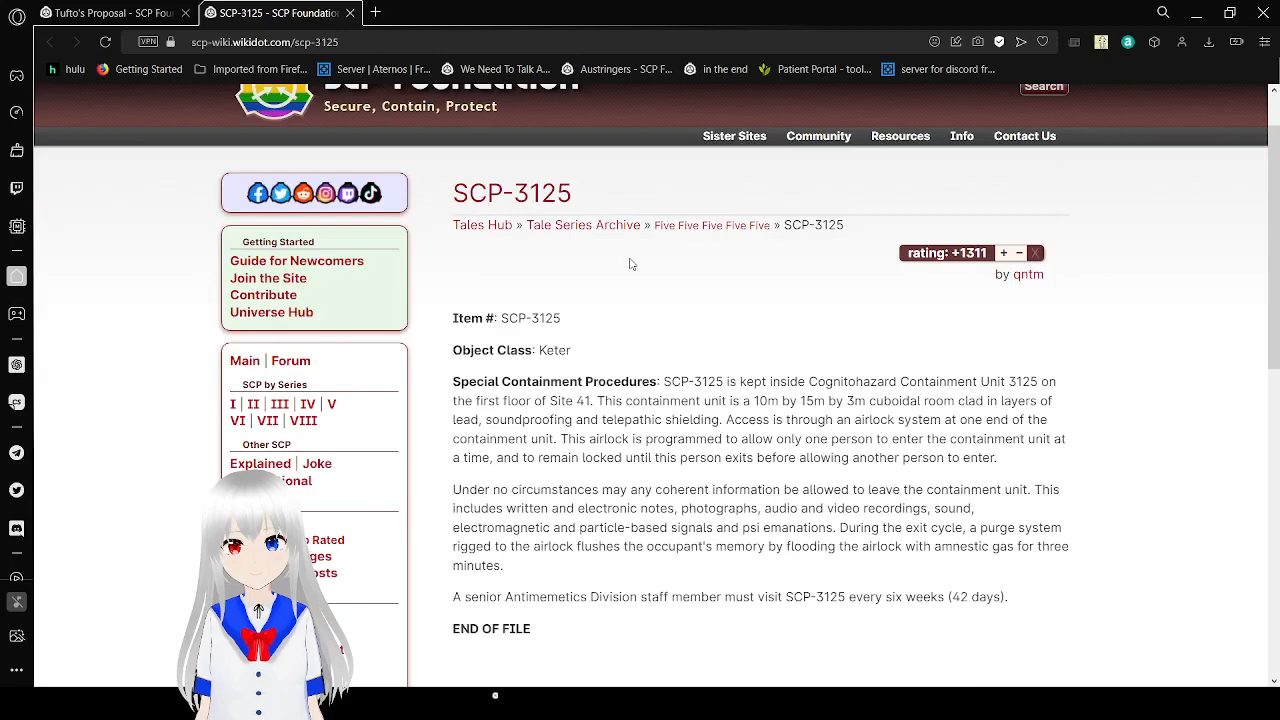 Tufto's Proposal - SCP Found
SCP-3125 - SCP Foundatio
VPN
scp-wiki.wikidot.com/scp-3125
hulu
Getting Started
Imported from Firef...
Server | Aternos | Fr...
We Need To Talk A...
Austringers - SCP F...
in the end
Patient Portal - tool...
server for discord fr...
SCP Foundation
Secure, Contain, Protect
Search
Sister Sites
Community
Resources
Info
Contact Us
Getting Started
Guide for Newcomers
Join the Site
Contribute
Universe Hub
Main | Forum
SCP by Series
I | II | III | IV | V
VI | VII | VIII
Other SCP
Explained | Joke
ional
p Rated
ges
osts
SCP-3125
Tales Hub » Tale Series Archive » Five Five Five Five Five » SCP-3125
rating: +1311 + – X
by qntm
Item #: SCP-3125
Object Class: Keter
Special Containment Procedures: SCP-3125 is kept inside Cognitohazard Containment Unit 3125 on
the first floor of Site 41. This containment unit is a 10m by 15m by 3m cuboidal room clad in layers of
lead, soundproofing and telepathic shielding. Access is through an airlock system at one end of the
containment unit. This airlock is programmed to allow only one person to enter the containment unit at
a time, and to remain locked until this person exits before allowing another person to enter.
Under no circumstances may any coherent information be allowed to leave the containment unit. This
includes written and electronic notes, photographs, audio and video recordings, sound,
electromagnetic and particle-based signals and psi emanations. During the exit cycle, a purge system
rigged to the airlock flushes the occupant's memory by flooding the airlock with amnestic gas for three
minutes.
A senior Antimemetics Division staff member must visit SCP-3125 every six weeks (42 days).
END OF FILE